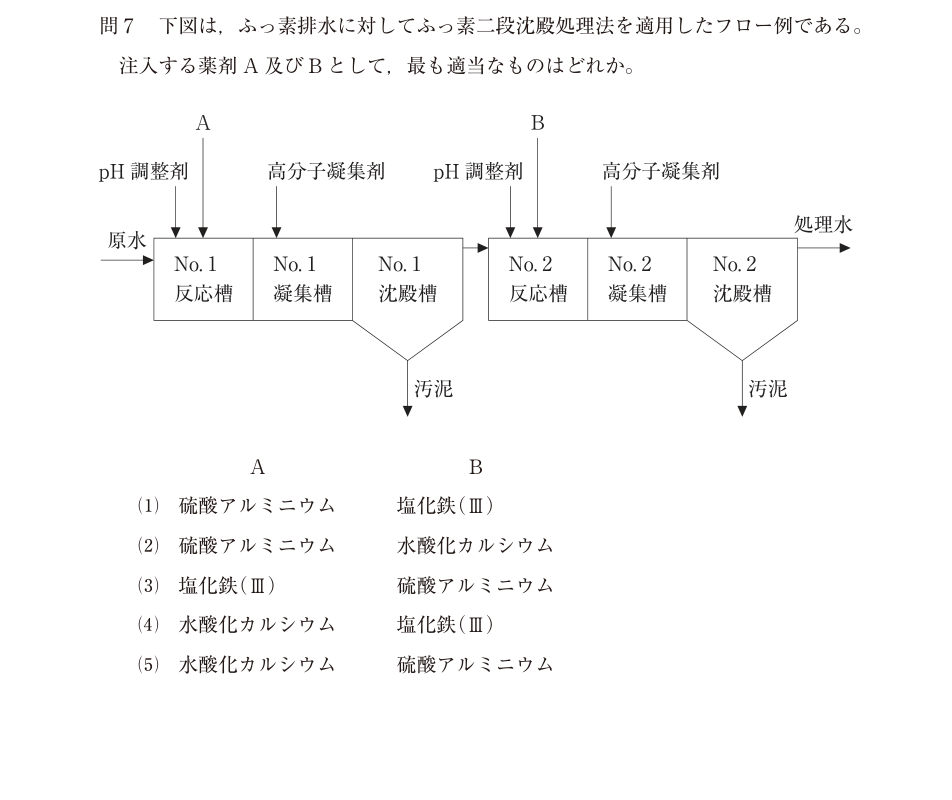 問7　下図は，ふっ素排水に対してふっ素二段沈殿処理法を適用したフロー例である。
注入する薬剤 A 及び B として，最も適当なものはどれか。
A
B
pH 調整剤
高分子凝集剤
pH 調整剤
高分子凝集剤
原水
処理水
No. 1
反応槽
No. 1
凝集槽
No. 1
沈殿槽
No. 2
反応槽
No. 2
凝集槽
No. 2
沈殿槽
汚泥
汚泥
A　B
(1)　硫酸アルミニウム　塩化鉄(Ⅲ)
(2)　硫酸アルミニウム　水酸化カルシウム
(3)　塩化鉄(Ⅲ)　硫酸アルミニウム
(4)　水酸化カルシウム　塩化鉄(Ⅲ)
(5)　水酸化カルシウム　硫酸アルミニウム